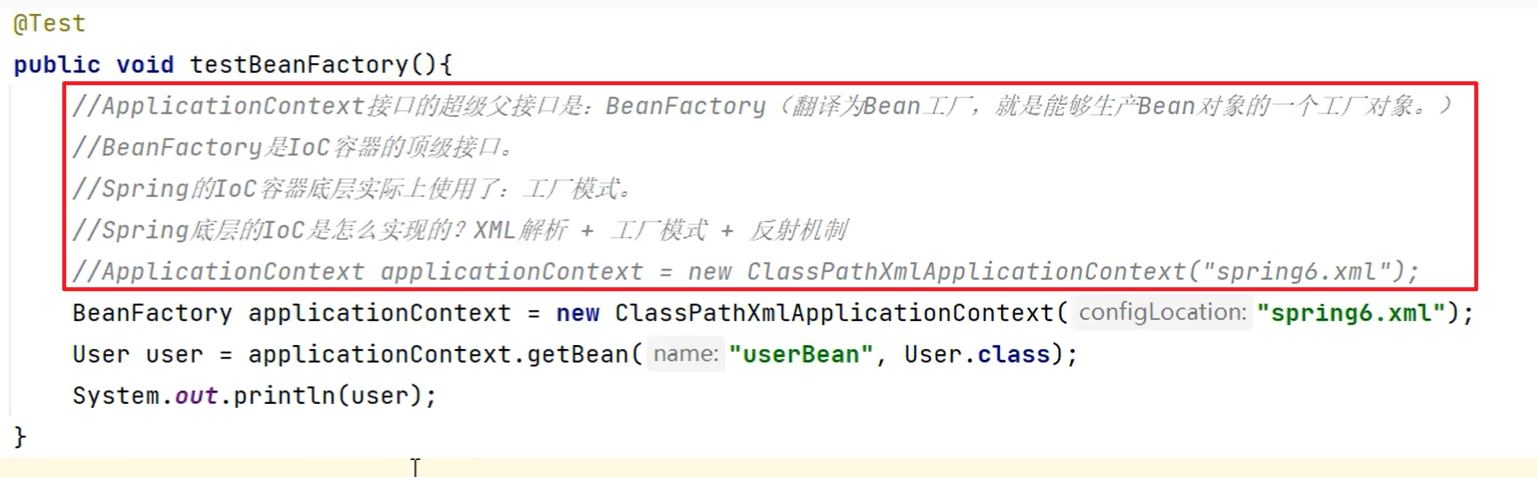 @Test
public void testBeanFactory(){
//ApplicationContext接口的超级父接口是：BeanFactory（翻译为Bean工厂，就是能够生产Bean对象的一个工厂对象。）
//BeanFactory是IoC容器的顶级接口。
//Spring的IoC容器底层实际上使用了：工厂模式。
//Spring底层的IoC是怎么实现的？XML解析 + 工厂模式 + 反射机制
//ApplicationContext applicationContext = new ClassPathXmlApplicationContext("spring6.xml");
BeanFactory applicationContext = new ClassPathXmlApplicationContext( configLocation: "spring6.xml");
User user = applicationContext.getBean( name: "userBean", User.class);
System.out.println(user);
}